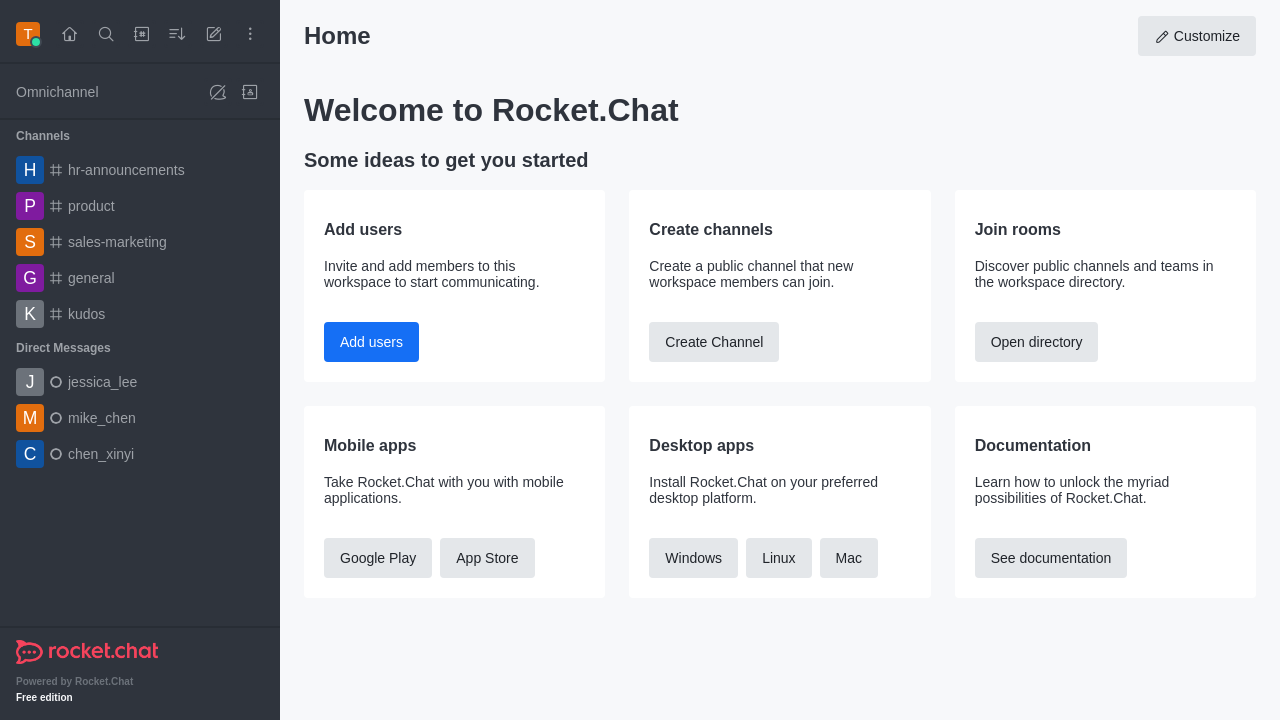 T
Home
Customize
Omnichannel
Channels
H hr-announcements
P product
S sales-marketing
G general
K kudos
Direct Messages
J jessica_lee
M mike_chen
C chen_xinyi
rocket.chat
Powered by Rocket.Chat
Free edition
Welcome to Rocket.Chat
Some ideas to get you started
Add users
Invite and add members to this
workspace to start communicating.
Add users
Create channels
Create a public channel that new
workspace members can join.
Create Channel
Join rooms
Discover public channels and teams in
the workspace directory.
Open directory
Mobile apps
Take Rocket.Chat with you with mobile
applications.
Google Play App Store
Desktop apps
Install Rocket.Chat on your preferred
desktop platform.
Windows Linux Mac
Documentation
Learn how to unlock the myriad
possibilities of Rocket.Chat.
See documentation